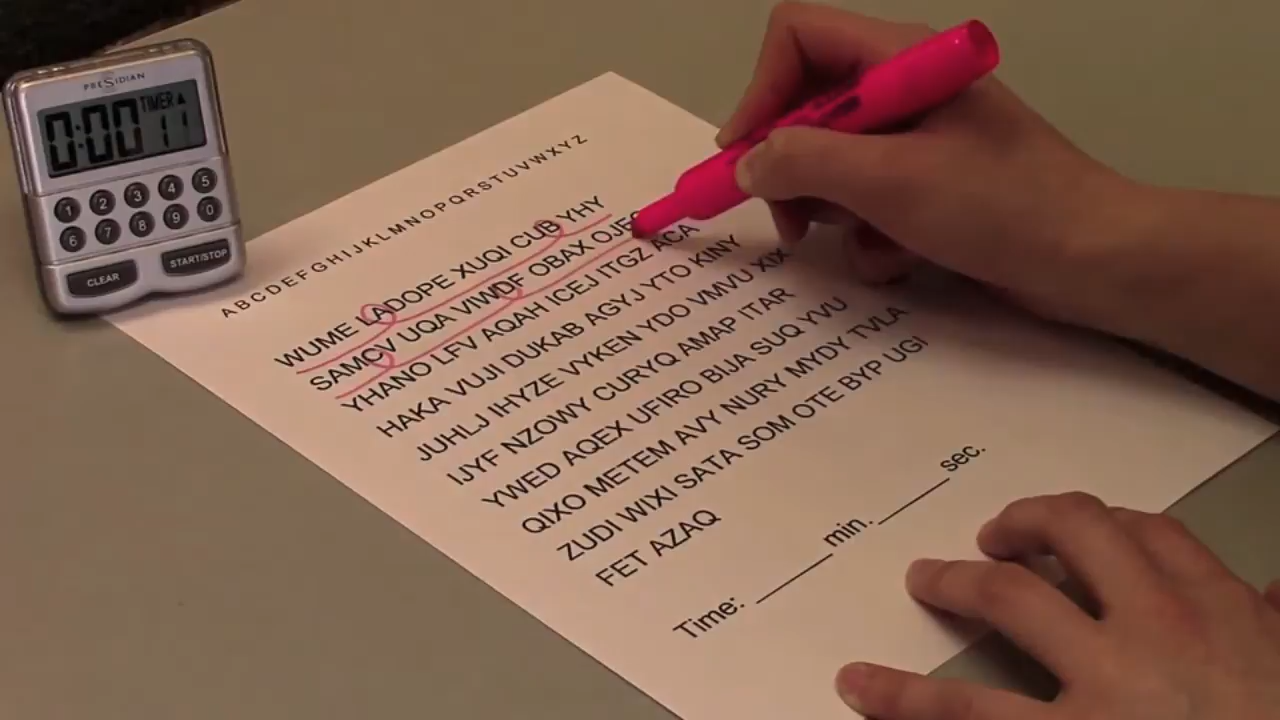 PRESIDIAN
TIMER
0:00 11
1 2 3 4 5
6 7 8 9 0
CLEAR START/STOP
ABCDEFGHIJKLMNOPQRSTUVWXYZ
WUME LADOPE XUQI CUB YHY
SAMCV UQA VIWDF OBAX
YHANO LFV AQAH ICEJ ITGZ ACA
HAKA VUJI DUKAB AGYJ YTO KINY
JUHLJ IHYZE VYKEN YDO VMVU XIX
IJYF NZOWY CURYQ AMAP ITAR
YWED AQEX UFIRO BIJA SUQ YVU
QIXO METEM AVY NURY MYDY TVLA
ZUDI WIXI SATA SOM OTE BYP UGI
FET AZAQ
Time: ______ min. ______ sec.